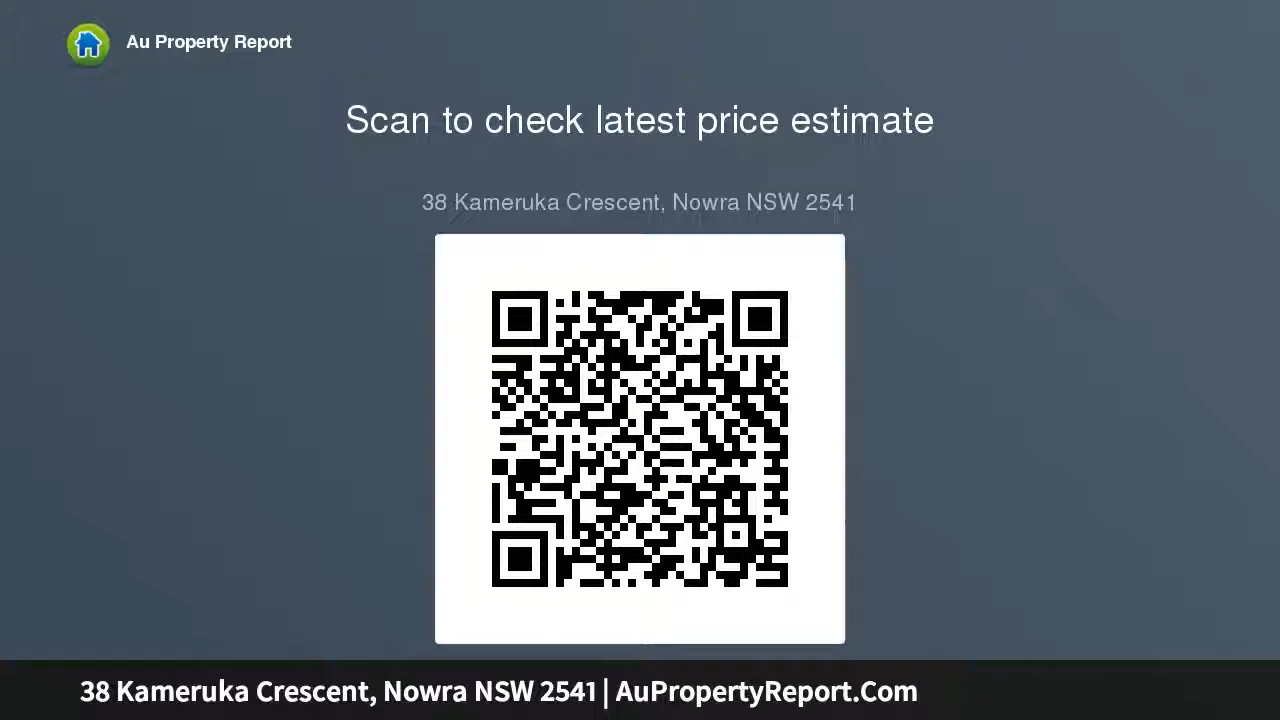 Au Property Report
Scan to check latest price estimate
38 Kameruka Crescent, Nowra NSW 2541
38 Kameruka Crescent, Nowra NSW 2541 | AuPropertyReport.Com